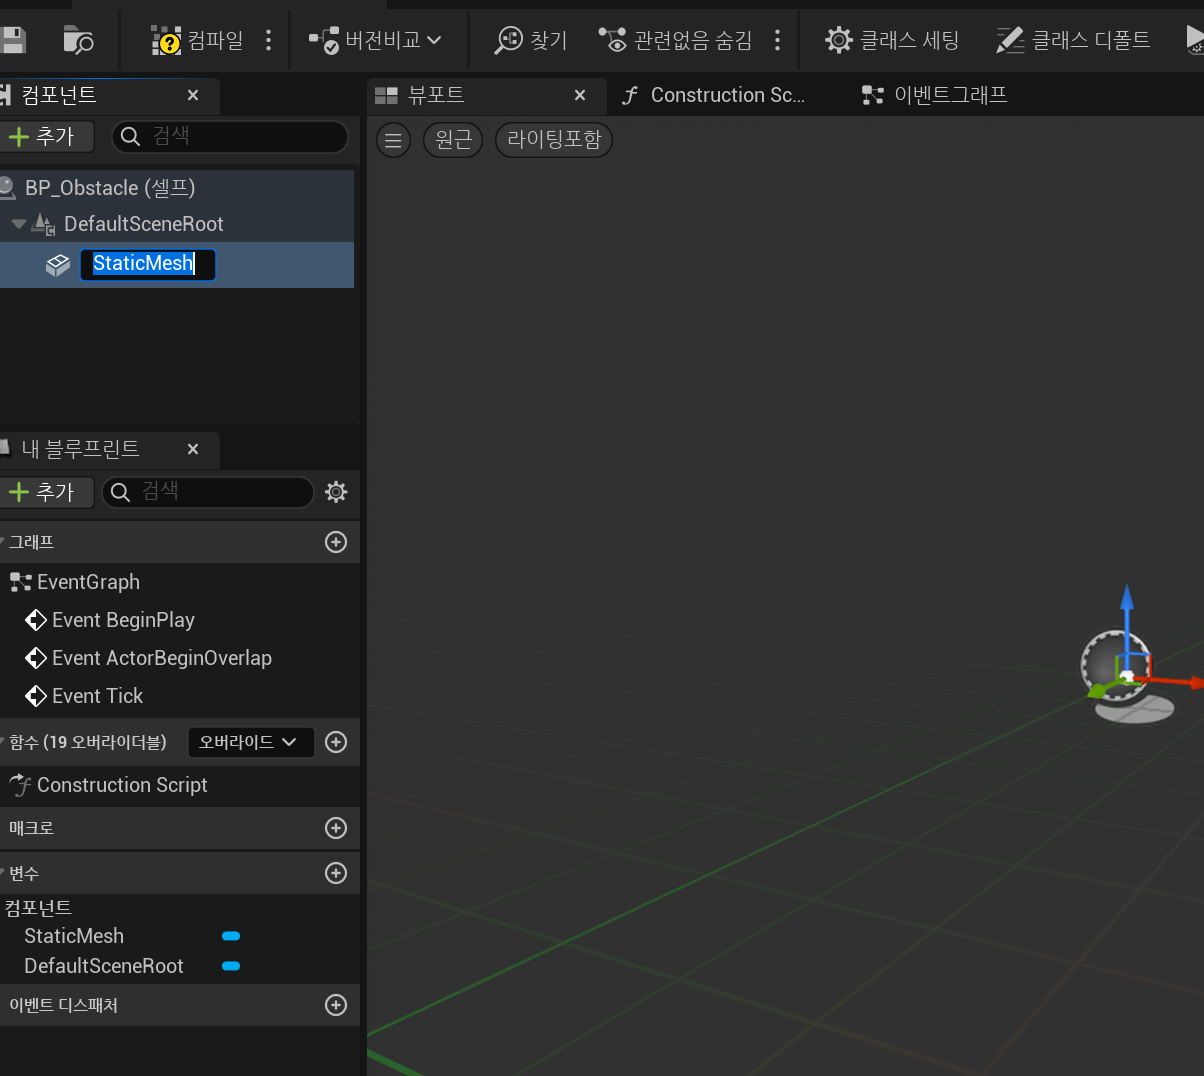 컴파일
버전비교
찾기
관련없음 숨김
클래스 세팅
클래스 디폴트
컴포넌트
뷰포트
Construction Sc...
이벤트그래프
추가
검색
원근
라이팅포함
BP_Obstacle (셀프)
DefaultSceneRoot
StaticMesh
내 블루프린트
추가
검색
그래프
EventGraph
Event BeginPlay
Event ActorBeginOverlap
Event Tick
함수 (19 오버라이더블)
오버라이드
Construction Script
매크로
변수
컴포넌트
StaticMesh
DefaultSceneRoot
이벤트 디스패처